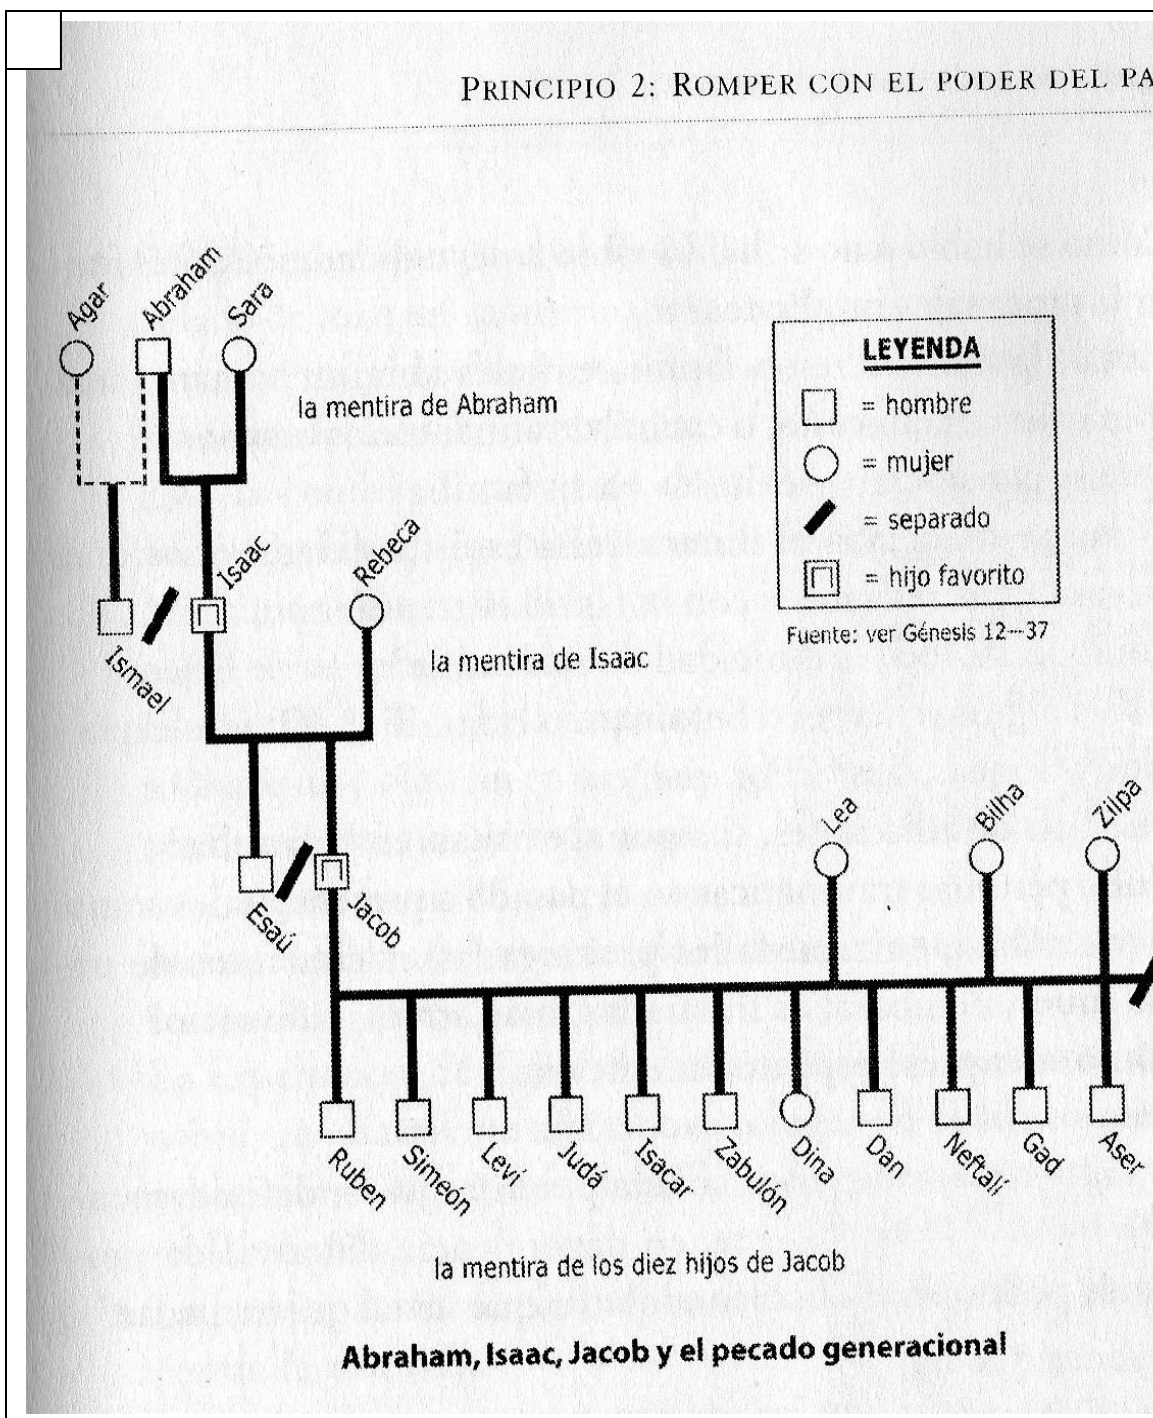 PRINCIPIO 2: ROMPER CON EL PODER DEL PA
Agar
Abraham
Sara
la mentira de Abraham
LEYENDA
= hombre
= mujer
= separado
= hijo favorito
Fuente: ver Génesis 12—37
Isaac
Rebeca
Ismael
la mentira de Isaac
Lea
Bilha
Zilpa
Esaú
Jacob
Ruben
Simeón
Leví
Judá
Isacar
Zabulón
Dina
Dan
Neftalí
Gad
Aser
la mentira de los diez hijos de Jacob
Abraham, Isaac, Jacob y el pecado generacional